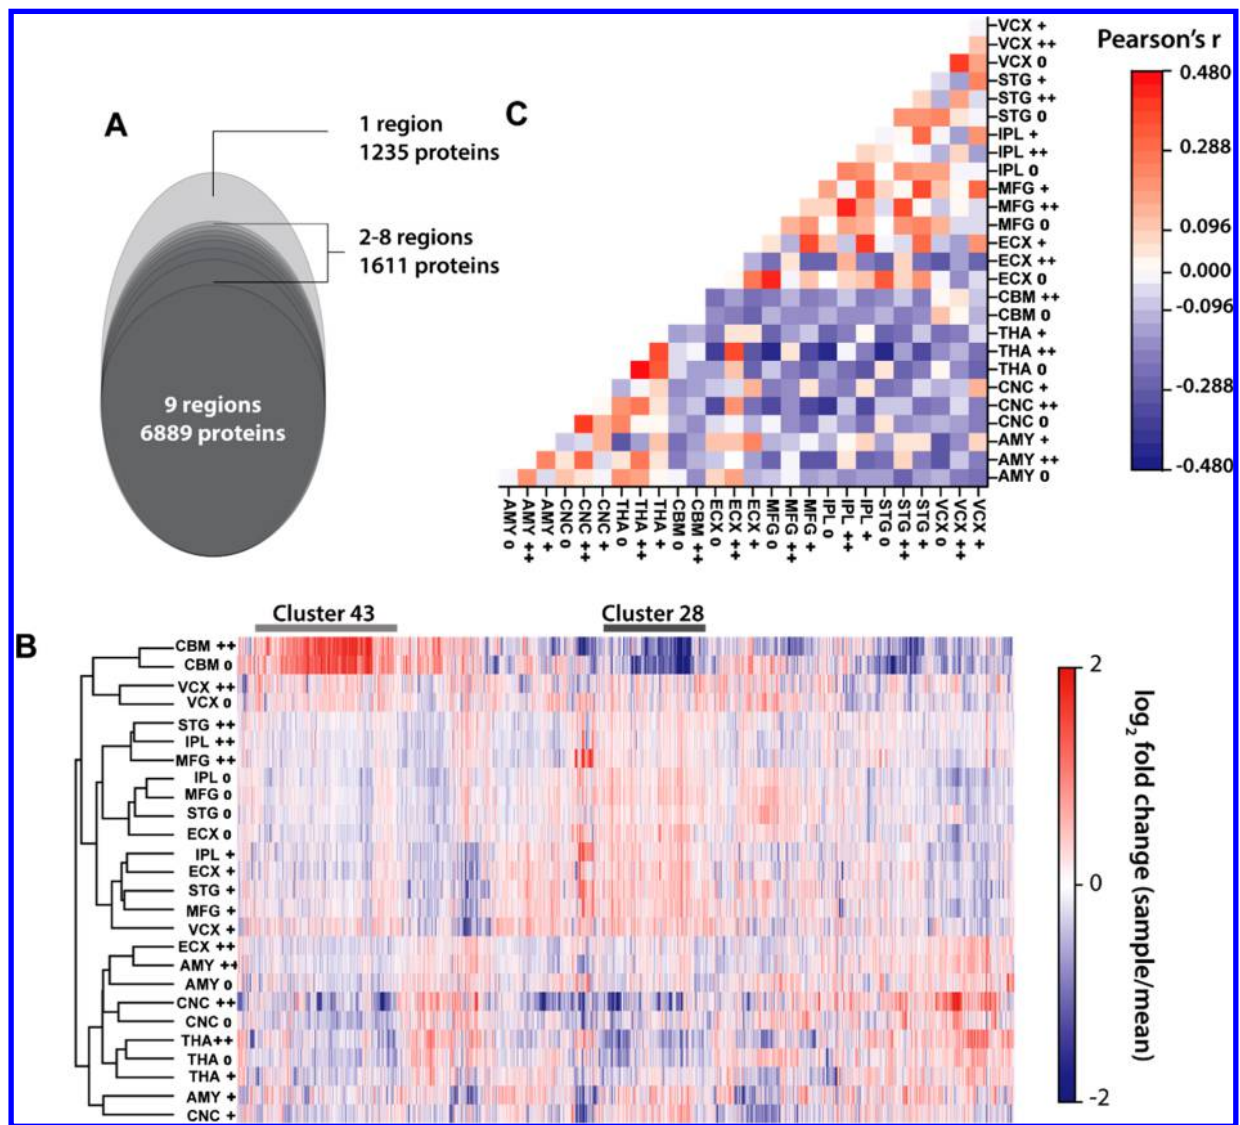 A
1 region
1235 proteins
2-8 regions
1611 proteins
9 regions
6889 proteins
C
VCX +
VCX ++
VCX 0
STG +
STG ++
STG 0
IPL +
IPL ++
IPL 0
MFG +
MFG ++
MFG 0
ECX +
ECX ++
ECX 0
CBM ++
CBM 0
THA +
THA ++
THA 0
CNC +
CNC ++
CNC 0
AMY +
AMY ++
AMY 0
AMY 0
AMY ++
AMY +
CNC 0
CNC ++
CNC +
THA 0
THA ++
THA +
CBM 0
CBM ++
ECX 0
ECX ++
ECX +
MFG 0
MFG ++
MFG +
IPL 0
IPL ++
IPL +
STG 0
STG ++
STG +
VCX 0
VCX ++
VCX +
Pearson's r
0.480
0.288
0.096
0.000
-0.096
-0.288
-0.480
B
Cluster 43
Cluster 28
CBM ++
CBM 0
VCX ++
VCX 0
STG ++
IPL ++
MFG ++
IPL 0
MFG 0
STG 0
ECX 0
IPL +
ECX +
STG +
MFG +
VCX +
ECX ++
AMY ++
AMY 0
CNC ++
CNC 0
THA++
THA 0
THA +
AMY +
CNC +
2
0
-2
log2 fold change (sample/mean)